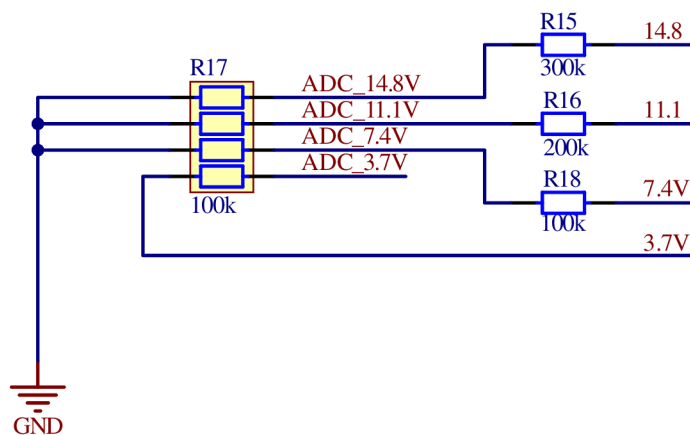 R15
14.8
300k
R17
ADC_14.8V
R16
11.1
ADC_11.1V
200k
ADC_7.4V
ADC_3.7V
R18
7.4V
100k
100k
3.7V
GND